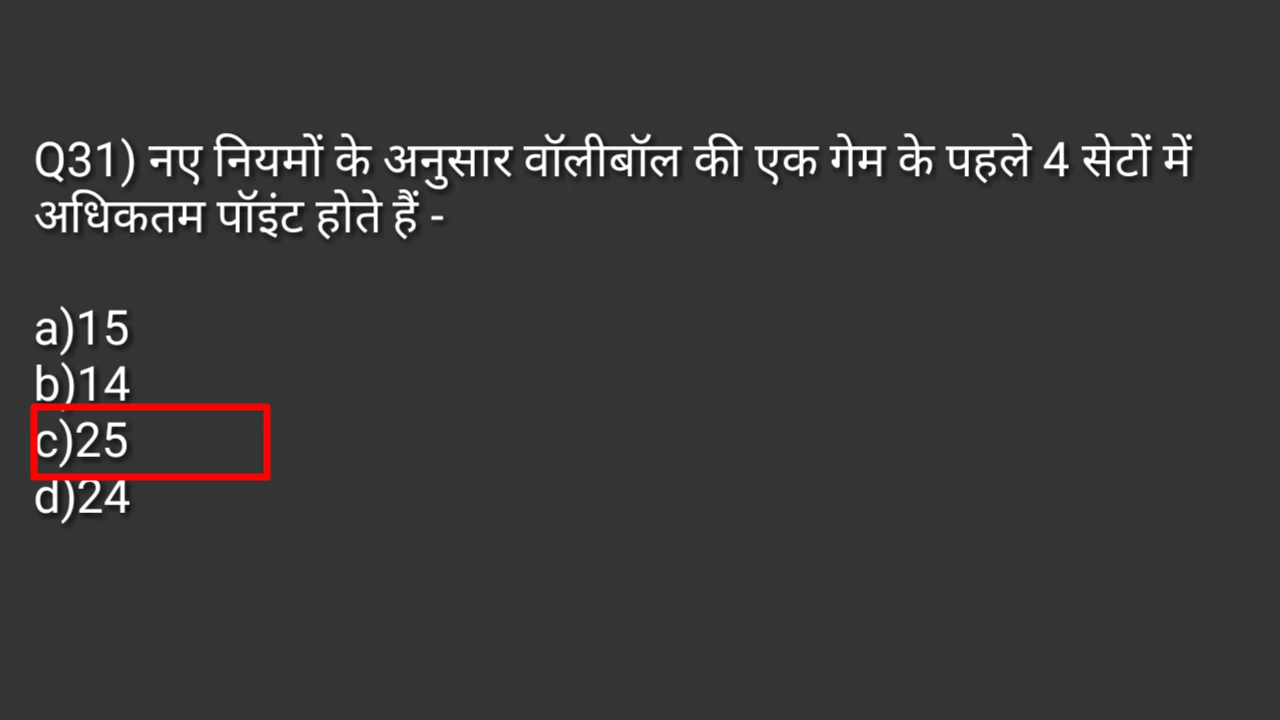 Q31) नए नियमों के अनुसार वॉलीबॉल की एक गेम के पहले 4 सेटों में
अधिकतम पॉइंट होते हैं -
a)15
b)14
c)25
d)24